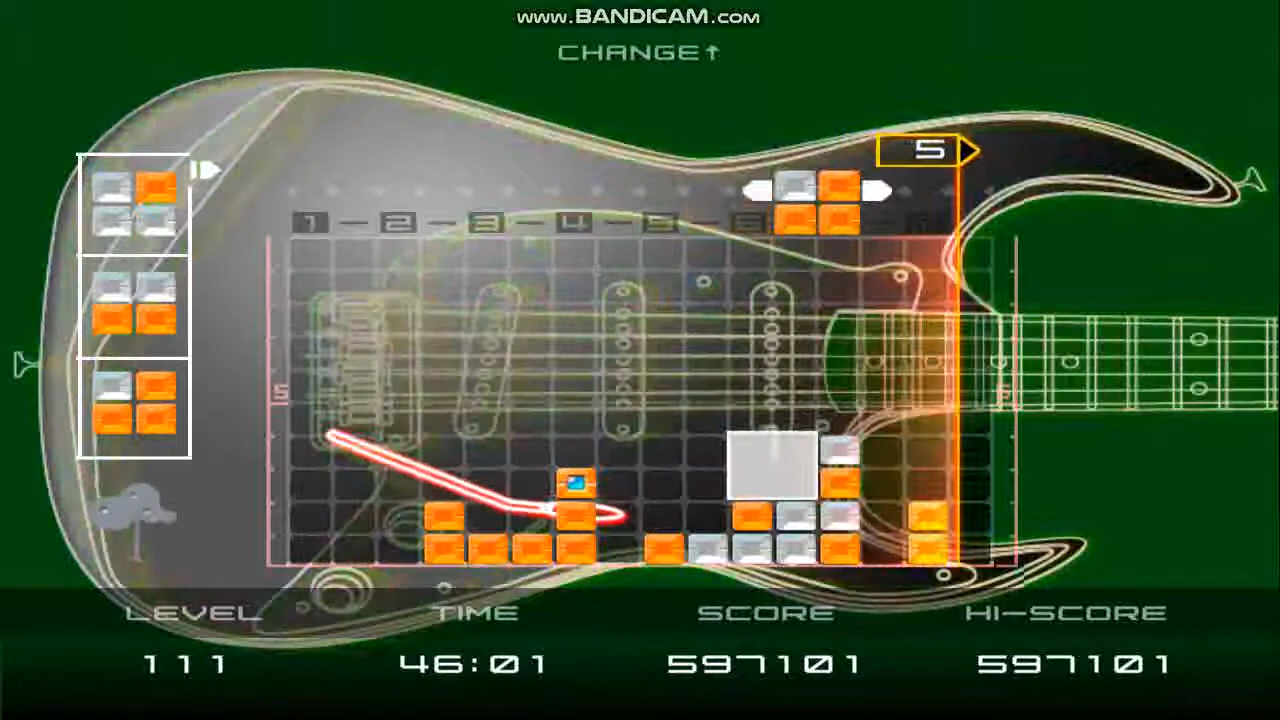 www.BANDICAM.com
CHANGE↑
5
1 – 2 – 3 – 4 – 5 – 6
5
LEVEL TIME SCORE HI-SCORE
111 46:01 597101 597101